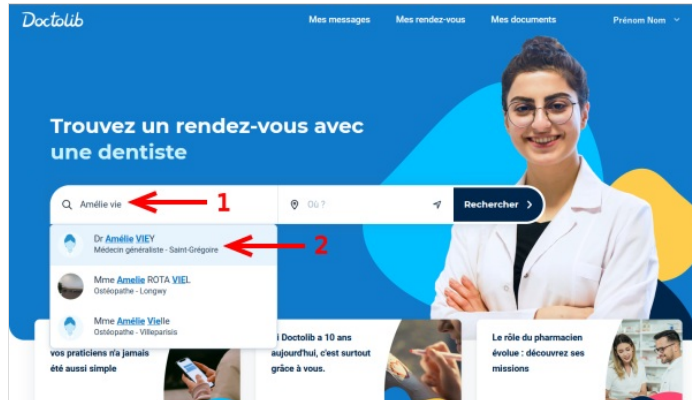 Doctolib
Mes messages
Mes rendez-vous
Mes documents
Prénom Nom
Trouvez un rendez-vous avec
une dentiste
Amélie vie
1
Où ?
Rechercher
Dr Amélie VIEY
Médecin généraliste - Saint-Grégoire
2
Mme Amelie ROTA VIEL
Ostéopathe - Longwy
Mme Amélie Vielle
Ostéopathe - Villeparisis
vos praticiens n'a jamais
été aussi simple
i Doctolib a 10 ans
aujourd'hui, c'est surtout
grâce à vous.
Le rôle du pharmacien
évolue : découvrez ses
missions